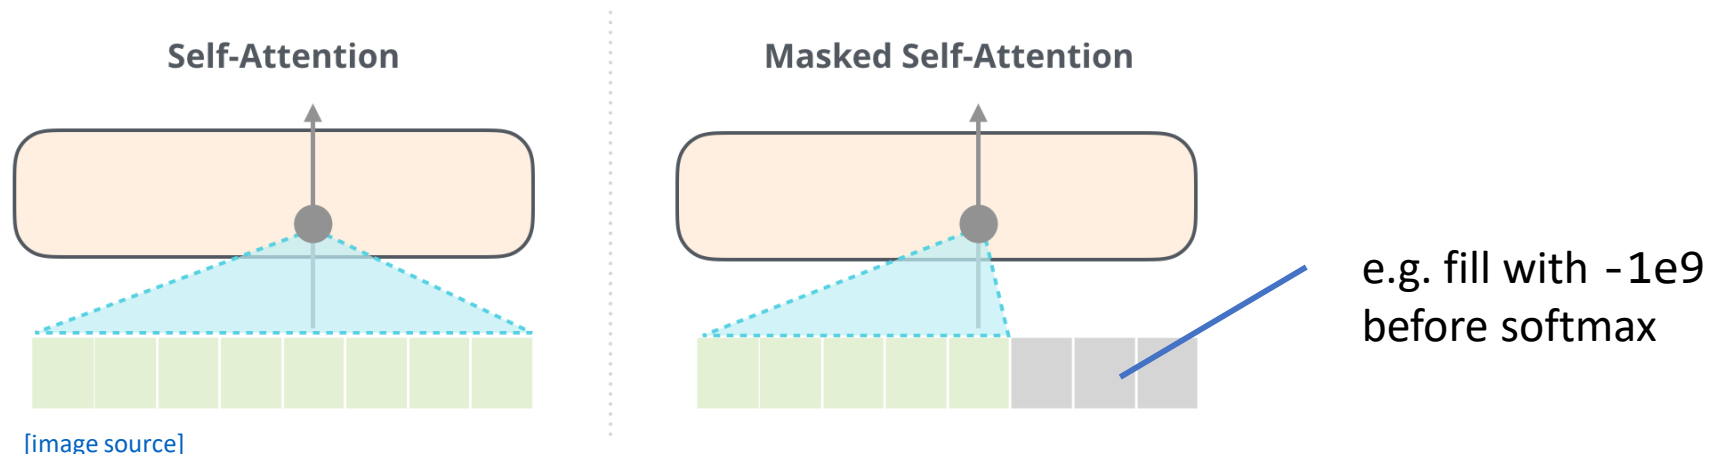 Self-Attention
Masked Self-Attention
e.g. fill with -1e9
before softmax
[image source]